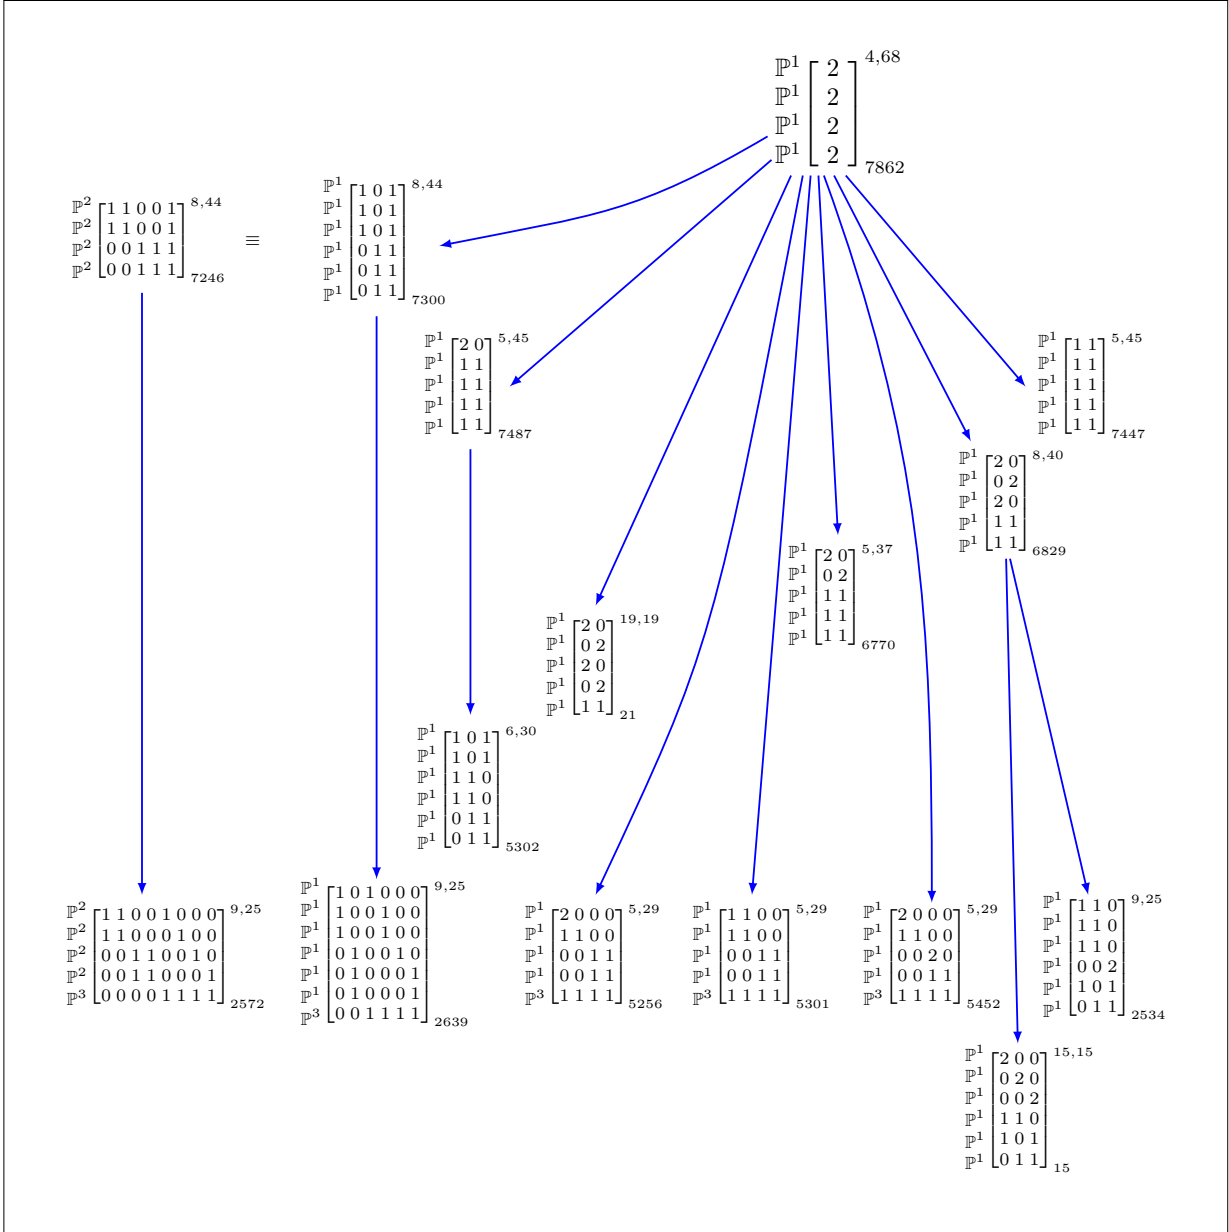 ℙ¹ [2] 4,68
ℙ¹ [2]
ℙ¹ [2]
ℙ¹ [2] 7862
ℙ² [1 1 0 0 1] 8,44
ℙ² [1 1 0 0 1]
ℙ² [0 0 1 1 1]
ℙ² [0 0 1 1 1] 7246
≡
ℙ¹ [1 0 1] 8,44
ℙ¹ [1 0 1]
ℙ¹ [1 0 1]
ℙ¹ [0 1 1]
ℙ¹ [0 1 1]
ℙ¹ [0 1 1] 7300
ℙ¹ [2 0] 5,45
ℙ¹ [1 1]
ℙ¹ [1 1]
ℙ¹ [1 1]
ℙ¹ [1 1] 7487
ℙ¹ [1 1] 5,45
ℙ¹ [1 1]
ℙ¹ [1 1]
ℙ¹ [1 1]
ℙ¹ [1 1] 7447
ℙ¹ [2 0] 8,40
ℙ¹ [0 2]
ℙ¹ [2 0]
ℙ¹ [1 1]
ℙ¹ [1 1] 6829
ℙ¹ [2 0] 5,37
ℙ¹ [0 2]
ℙ¹ [1 1]
ℙ¹ [1 1]
ℙ¹ [1 1] 6770
ℙ¹ [2 0] 19,19
ℙ¹ [0 2]
ℙ¹ [2 0]
ℙ¹ [0 2]
ℙ¹ [1 1] 21
ℙ¹ [1 0 1] 6,30
ℙ¹ [1 0 1]
ℙ¹ [1 1 0]
ℙ¹ [1 1 0]
ℙ¹ [0 1 1]
ℙ¹ [0 1 1] 5302
ℙ² [1 1 0 0 1 0 0 0] 9,25
ℙ² [1 1 0 0 0 1 0 0]
ℙ² [0 0 1 1 0 0 1 0]
ℙ² [0 0 1 1 0 0 0 1]
ℙ³ [0 0 0 0 1 1 1 1] 2572
ℙ¹ [1 0 1 0 0 0] 9,25
ℙ¹ [1 0 0 1 0 0]
ℙ¹ [1 0 0 1 0 0]
ℙ¹ [0 1 0 0 1 0]
ℙ¹ [0 1 0 0 0 1]
ℙ¹ [0 1 0 0 0 1]
ℙ³ [0 0 1 1 1 1] 2639
ℙ¹ [2 0 0 0] 5,29
ℙ¹ [1 1 0 0]
ℙ¹ [0 0 1 1]
ℙ¹ [0 0 1 1]
ℙ³ [1 1 1 1] 5256
ℙ¹ [1 1 0 0] 5,29
ℙ¹ [1 1 0 0]
ℙ¹ [0 0 1 1]
ℙ¹ [0 0 1 1]
ℙ³ [1 1 1 1] 5301
ℙ¹ [2 0 0 0] 5,29
ℙ¹ [1 1 0 0]
ℙ¹ [0 0 2 0]
ℙ¹ [0 0 1 1]
ℙ³ [1 1 1 1] 5452
ℙ¹ [1 1 0] 9,25
ℙ¹ [1 1 0]
ℙ¹ [1 1 0]
ℙ¹ [0 0 2]
ℙ¹ [1 0 1]
ℙ¹ [0 1 1] 2534
ℙ¹ [2 0 0] 15,15
ℙ¹ [0 2 0]
ℙ¹ [0 0 2]
ℙ¹ [1 1 0]
ℙ¹ [1 0 1]
ℙ¹ [0 1 1] 15